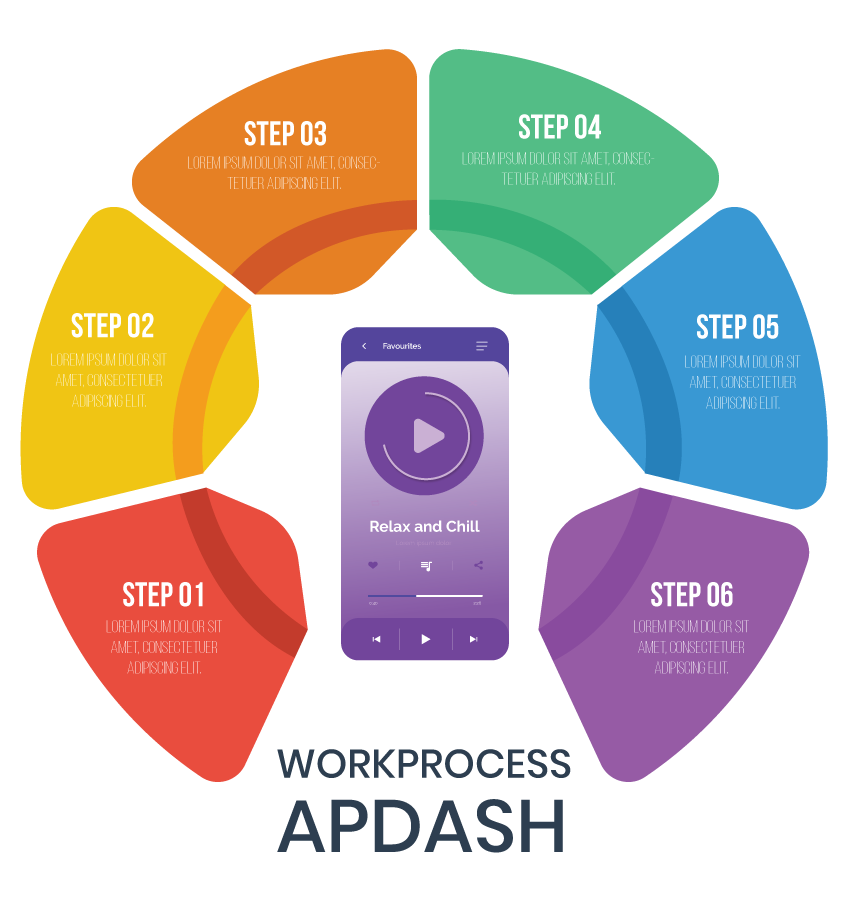 STEP 03
LOREM IPSUM DOLOR SIT AMET, CONSEC-
TETUER ADIPISCING ELIT.
STEP 04
LOREM IPSUM DOLOR SIT AMET, CONSEC-
TETUER ADIPISCING ELIT.
STEP 02
LOREM IPSUM DOLOR SIT
AMET, CONSECTETUER
ADIPISCING ELIT.
STEP 05
LOREM IPSUM DOLOR SIT
AMET, CONSECTETUER
ADIPISCING ELIT.
Favourites
Relax and Chill
STEP 01
LOREM IPSUM DOLOR SIT
AMET, CONSECTETUER
ADIPISCING ELIT.
STEP 06
LOREM IPSUM DOLOR SIT
AMET, CONSECTETUER
ADIPISCING ELIT.
WORKPROCESS
APDASH